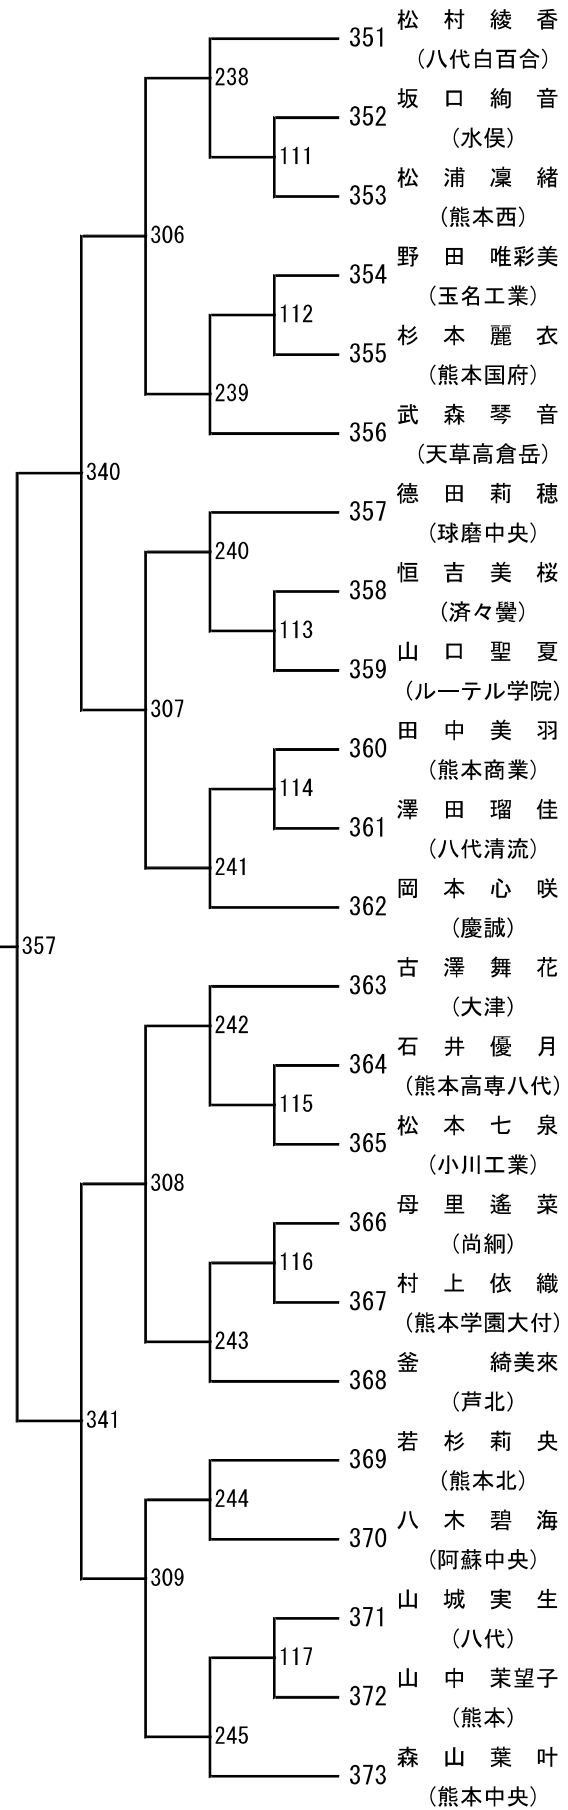 351 松村綾香
(八代白百合)
238
352 坂口絢音
(水俣)
111
353 松浦凜緒
(熊本西)
306
354 野田唯彩美
(玉名工業)
112
355 杉本麗衣
(熊本国府)
239
356 武森琴音
(天草高倉岳)
340
357 德田莉穂
(球磨中央)
240
358 恒吉美桜
(済々黌)
113
359 山口聖夏
(ルーテル学院)
307
360 田中美羽
(熊本商業)
114
361 澤田瑠佳
(八代清流)
241
362 岡本心咲
(慶誠)
357
363 古澤舞花
(大津)
242
364 石井優月
(熊本高専八代)
115
365 松本七泉
(小川工業)
308
366 母里遙菜
(尚絅)
116
367 村上依織
(熊本学園大付)
243
368 釜綺美來
(芦北)
341
369 若杉莉央
(熊本北)
244
370 八木碧海
(阿蘇中央)
309
371 山城実生
(八代)
117
372 山中茉望子
(熊本)
245
373 森山葉叶
(熊本中央)